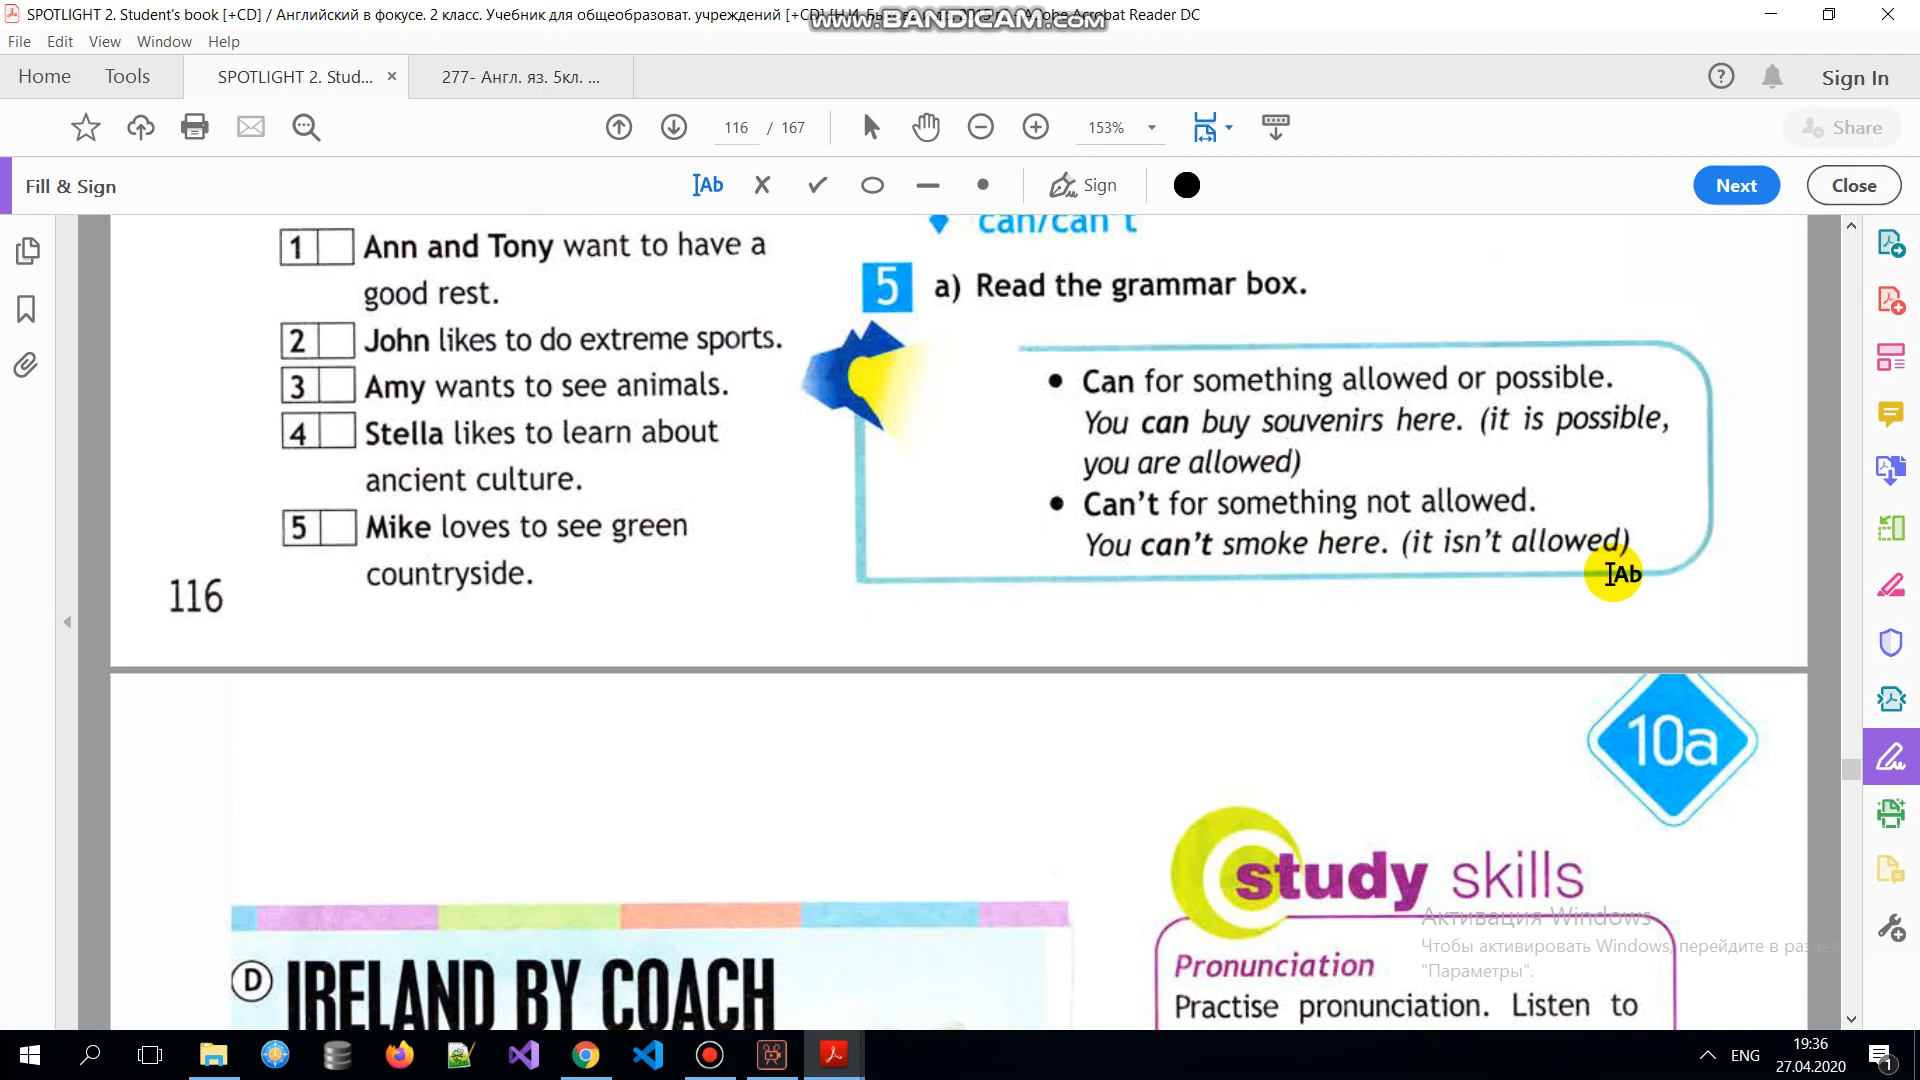 SPOTLIGHT 2. Student's book [+CD] / Английский в фокусе. 2 класс. Учебник для общеобразоват. учреждений [+CD] Adobe Acrobat Reader DC
www.BANDICAM.com
File Edit View Window Help
Home Tools SPOTLIGHT 2. Stud... × 277- Англ. яз. 5кл. ... Sign In
116 / 167 153% Share
Fill & Sign Ab Sign Next Close
can/can't
1 Ann and Tony want to have a
good rest.
2 John likes to do extreme sports.
3 Amy wants to see animals.
4 Stella likes to learn about
ancient culture.
5 Mike loves to see green
countryside.
116
5 a) Read the grammar box.
• Can for something allowed or possible.
You can buy souvenirs here. (it is possible,
you are allowed)
• Can't for something not allowed.
You can't smoke here. (it isn't allowed)
Ab
10a
study skills
Pronunciation
Practise pronunciation. Listen to
D IRELAND BY COACH
Активация Windows
Чтобы активировать Windows, перейдите в раздел
"Параметры".
ENG
19:36
27.04.2020
1